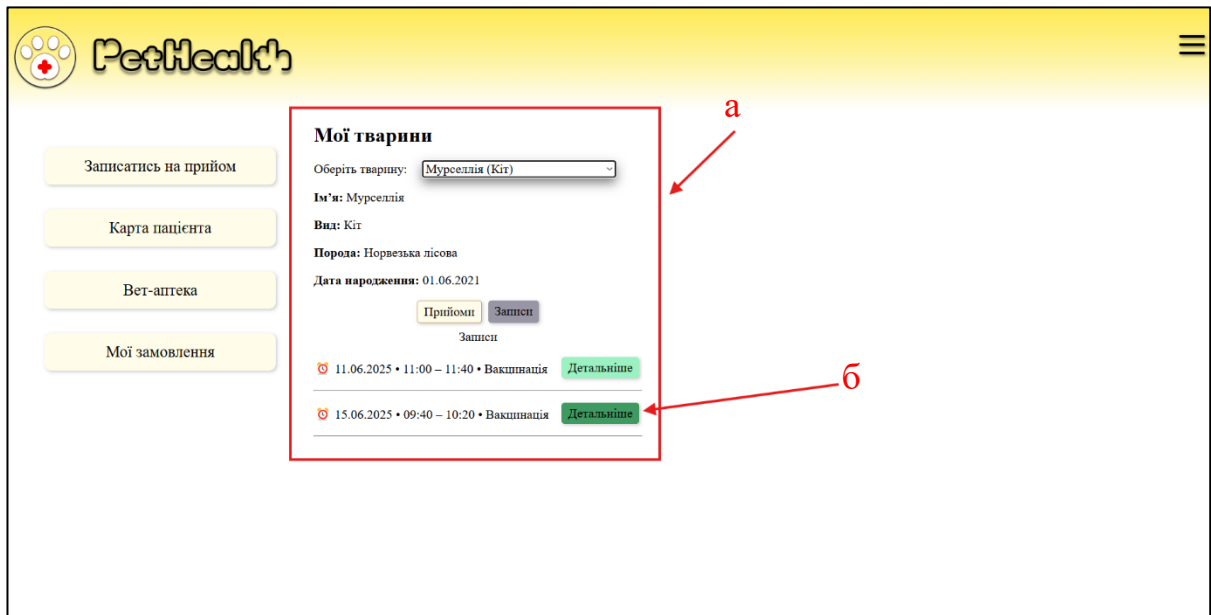 PetHealth
а
Мої тварини
Записатись на прийом
Оберіть тварину: Мурселлія (Кіт)
Ім’я: Мурселлія
Карта пацієнта
Вид: Кіт
Порода: Норвезька лісова
Дата народження: 01.06.2021
Вет-аптека
Прийоми Записи
Записи
Мої замовлення
11.06.2025 • 11:00 – 11:40 • Вакцинація Детальніше
б
15.06.2025 • 09:40 – 10:20 • Вакцинація Детальніше